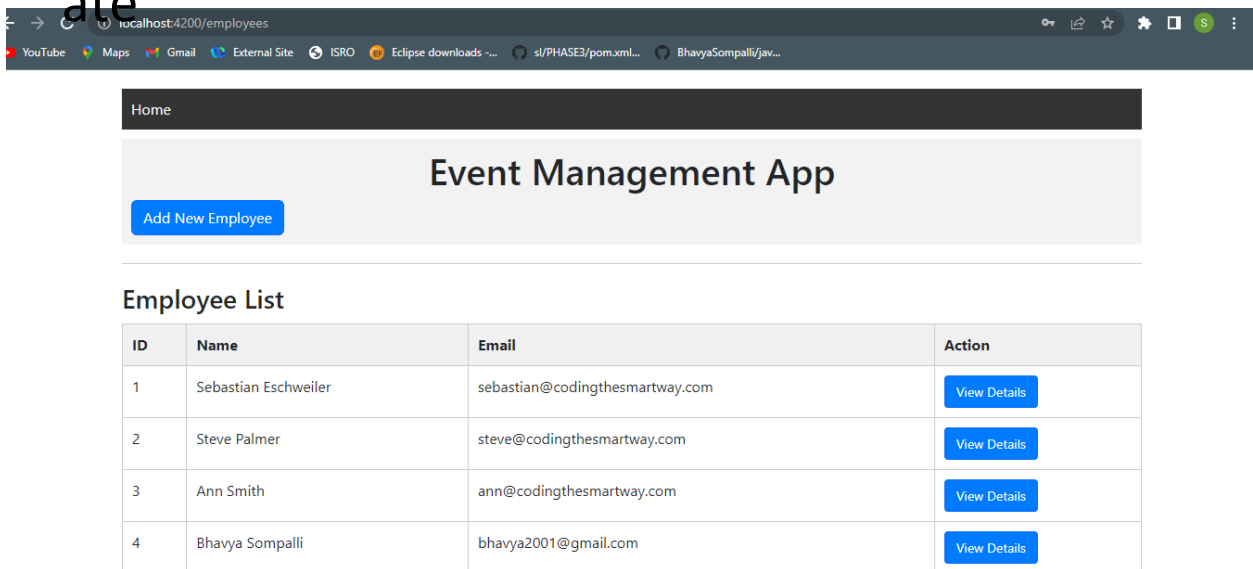 ate
localhost:4200/employees
S
YouTube Maps Gmail External Site ISRO Eclipse downloads -... sl/PHASE3/pom.xml... BhavyaSompalli/jav...
Home
Event Management App
Add New Employee
Employee List
ID Name Email Action
1 Sebastian Eschweiler sebastian@codingthesmartway.com View Details
2 Steve Palmer steve@codingthesmartway.com View Details
3 Ann Smith ann@codingthesmartway.com View Details
4 Bhavya Sompalli bhavya2001@gmail.com View Details